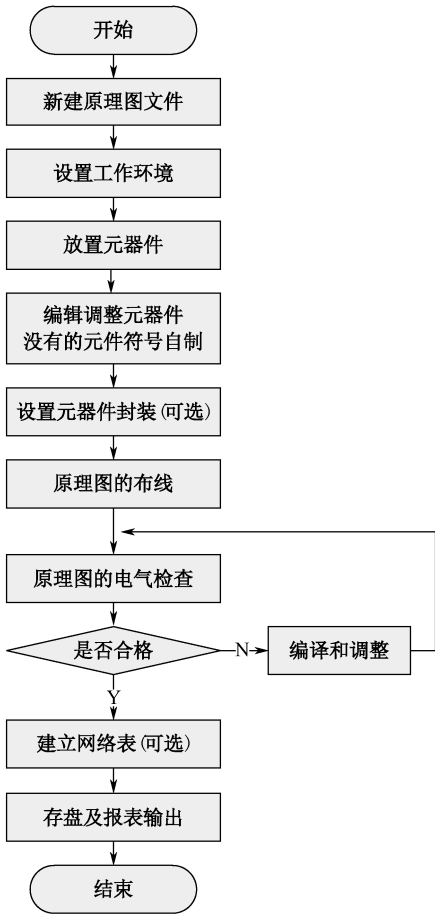 开始
新建原理图文件
设置工作环境
放置元器件
编辑调整元器件
没有的元件符号自制
设置元器件封装(可选)
原理图的布线
原理图的电气检查
是否合格
N
编译和调整
Y
建立网络表(可选)
存盘及报表输出
结束